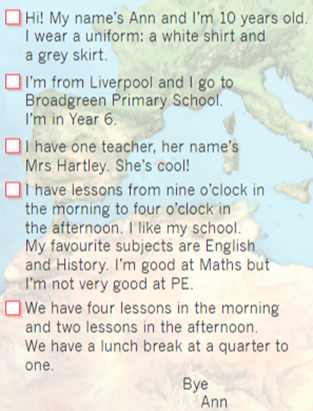 Hi! My name's Ann and I'm 10 years old.
I wear a uniform: a white shirt and
a grey skirt.
I'm from Liverpool and I go to
Broadgreen Primary School.
I'm in Year 6.
I have one teacher, her name's
Mrs Hartley. She's cool!
I have lessons from nine o'clock in
the morning to four o'clock in
the afternoon. I like my school.
My favourite subjects are English
and History. I'm good at Maths but
I'm not very good at PE.
We have four lessons in the morning
and two lessons in the afternoon.
We have a lunch break at a quarter to
one.
Bye
Ann